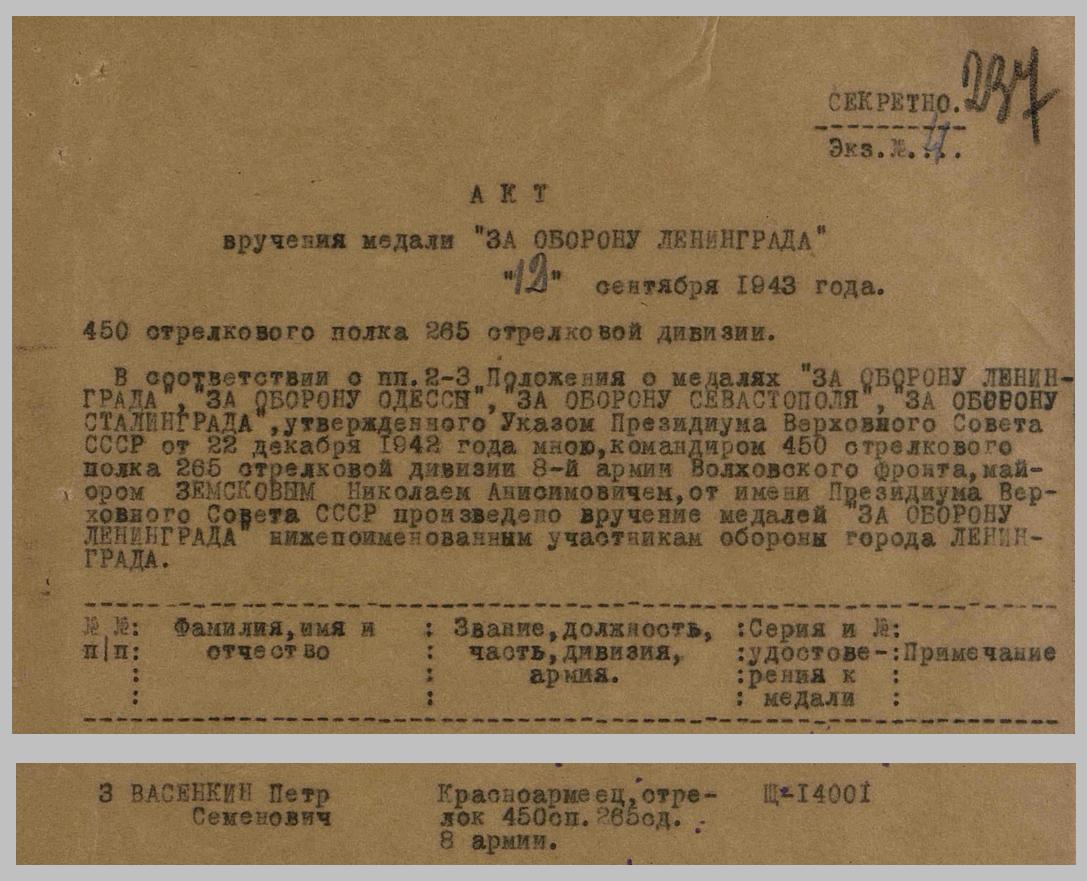 237
СЕКРЕТНО.
Экз.№.4..
А К Т
вручения медали "ЗА ОБОРОНУ ЛЕНИНГРАДА"
"12" сентября 1943 года.
450 стрелкового полка 265 стрелковой дивизии.
В соответствии с пп.2-3 Положения о медалях "ЗА ОБОРОНУ ЛЕНИН-
ГРАДА","ЗА ОБОРОНУ ОДЕССЫ","ЗА ОБОРОНУ СЕВАСТОПОЛЯ","ЗА ОБОРОНУ
СТАЛИНГРАДА",утвержденного Указом Президиума Верховного Совета
СССР от 22 декабря 1942 года мною,командиром 450 стрелкового
полка 265 стрелковой дивизии 8-й армии Волховского фронта,май-
ором ЗЕМСКОВЫМ Николаем Анисимовичем,от имени Президиума Вер-
ховного Совета СССР произведено вручение медалей "ЗА ОБОРОНУ
ЛЕНИНГРАДА" нижепоименованным участникам обороны города ЛЕНИН-
ГРАДА.
№ №: Фамилия,имя и : Звание,должность, :Серия и №:
п|п: отчество : часть,дивизия, :удостове-:Примечание
: : армия. :рения к :
: : : медали :
3 ВАСЕНКИН Петр Красноармеец,стре- Щ-I400I
Семенович лок 450сп. 265сд.
8 армии.